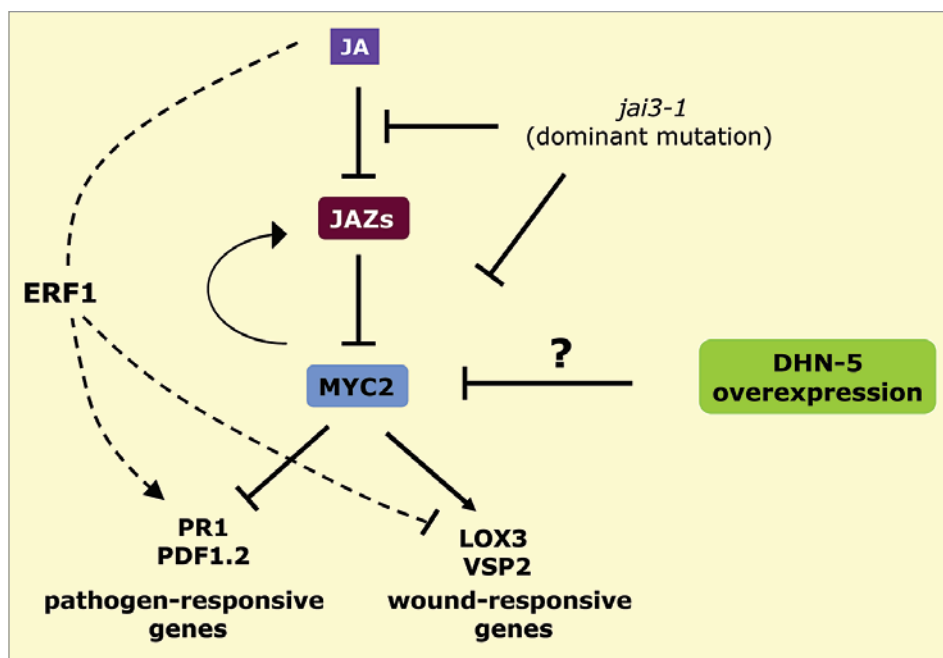 JA
jai3-1
(dominant mutation)
JAZs
ERF1
?
MYC2
DHN-5
overexpression
PR1
PDF1.2
LOX3
VSP2
pathogen-responsive
genes
wound-responsive
genes